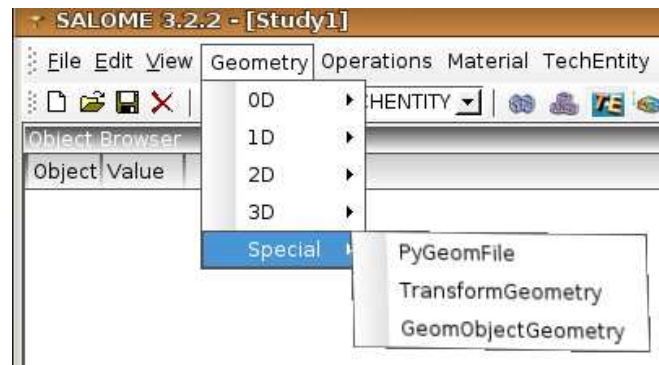 SALOME 3.2.2 - [Study1]
File Edit View Geometry Operations Material TechEntity
HENTITY TE
Object Browser
Object Value
0D
1D
2D
3D
Special
PyGeomFile
TransformGeometry
GeomObjectGeometry